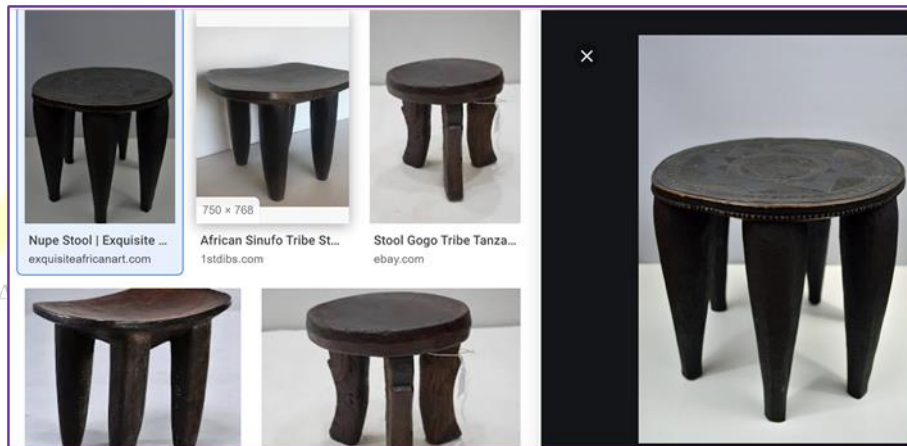 750 × 768
Nupe Stool | Exquisite ...
exquisiteafricanart.com
African Sinufo Tribe St...
1stdibs.com
Stool Gogo Tribe Tanza...
ebay.com